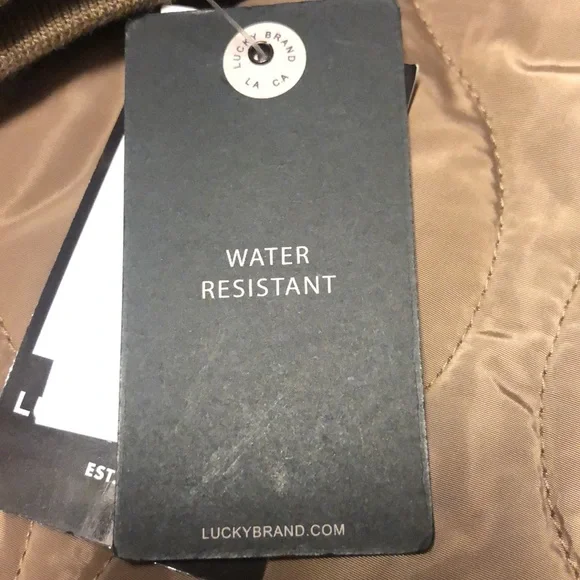 LUCKY BRAND
LA CA
WATER
RESISTANT
EST.
LUCKYBRAND.COM